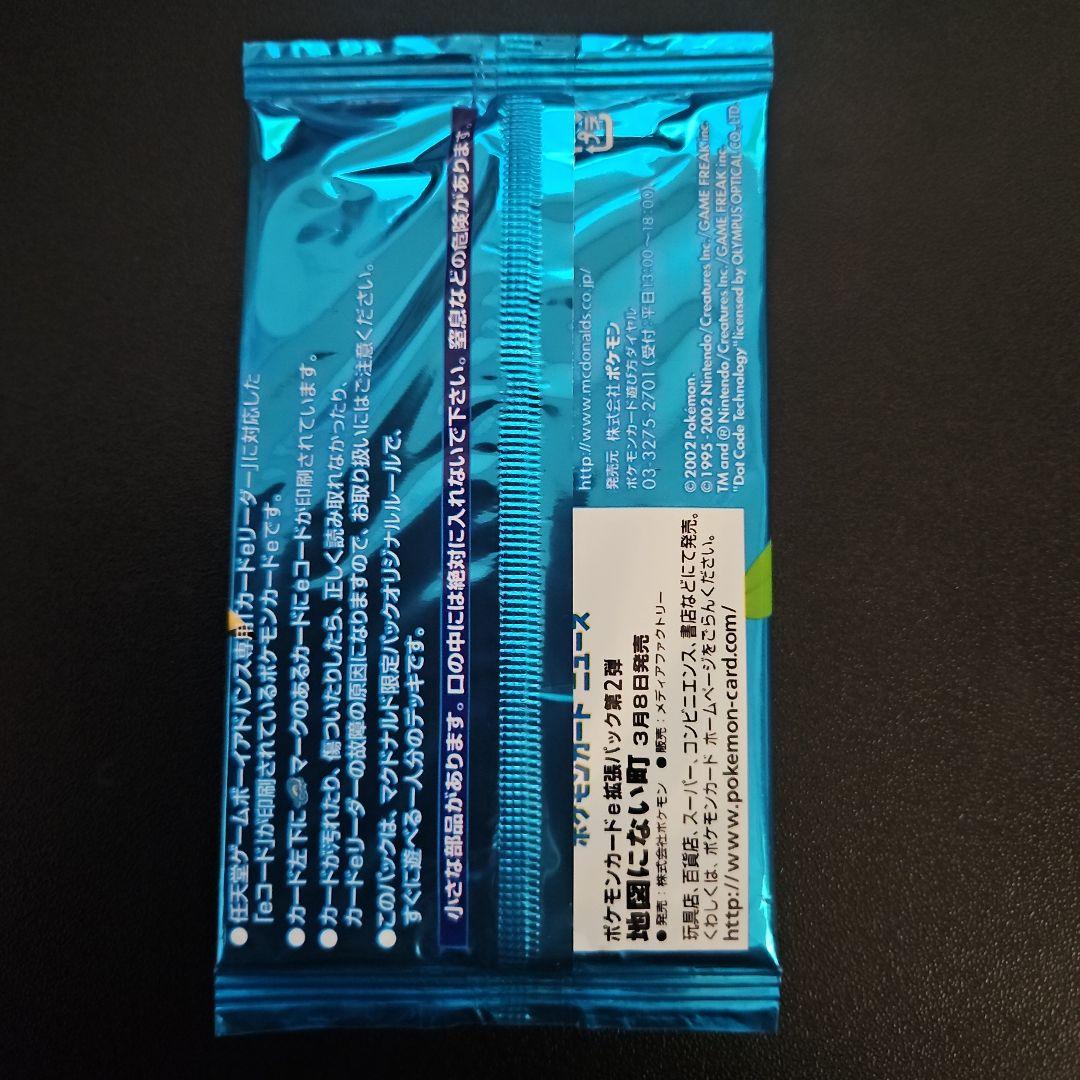 ●任天堂ゲームボーイアドバンス専用「カードeリーダー」に対応した
「eコード」が印刷されているポケモンカードeです。
●カード左下に マークのあるカードにeコードが印刷されています。
●カードが汚れたり、傷ついたりしたら、正しく読み取れなかったり、
カードeリーダーの故障の原因になりますので、お取り扱いにはご注意ください。
●このパックは、マクドナルド限定パックオリジナルルールで、
すぐに遊べる一人分のデッキです。
小さな部品があります。口の中には絶対に入れないで下さい。窒息などの危険があります。
プラ
http://www.mcdonalds.co.jp/
発売元 株式会社ポケモン
ポケモンカード遊び方ダイヤル
03-3275-2701(受付:平日13:00~18:00)
©2002 Pokémon.
©1995-2002 Nintendo/Creatures Inc./GAME FREAK inc.
TM and ® Nintendo/Creatures Inc./GAME FREAK inc.
"Dot Code Technology" licensed by OLYMPUS OPTICAL CO., LTD.
ポケモンカード ニュース
ポケモンカードe拡張パック第2弾
地図にない町 3月8日発売
●発売:株式会社ポケモン ●販売:メディアファクトリー
玩具店、百貨店、スーパー、コンビニエンス、書店などにて発売。
くわしくは、ポケモンカード ホームページをごらんください。
http://www.pokemon-card.com/